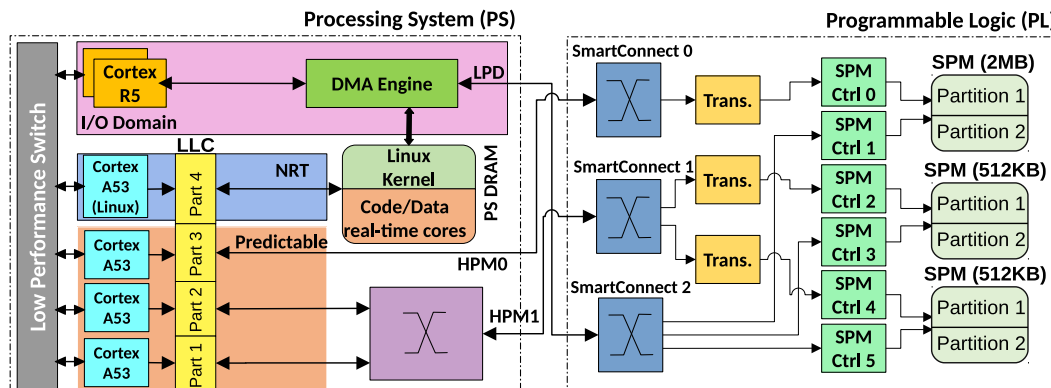 Processing System (PS)
Programmable Logic (PL)
Low Performance Switch
Cortex
R5
I/O Domain
DMA Engine
LPD
LLC
Cortex
A53
(Linux)
Part 4
NRT
Linux
Kernel
Code/Data
real-time cores
PS DRAM
Cortex
A53
Part 3
Predictable
HPM0
Cortex
A53
Part 2
HPM1
Cortex
A53
Part 1
SmartConnect 0
Trans.
SmartConnect 1
Trans.
Trans.
SmartConnect 2
SPM
Ctrl 0
SPM
Ctrl 1
SPM
Ctrl 2
SPM
Ctrl 3
SPM
Ctrl 4
SPM
Ctrl 5
SPM (2MB)
Partition 1
Partition 2
SPM (512KB)
Partition 1
Partition 2
SPM (512KB)
Partition 1
Partition 2